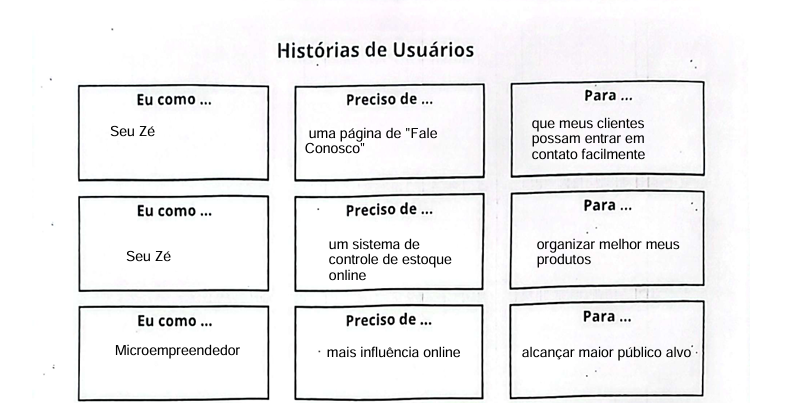 Histórias de Usuários
Eu como ...
Seu Zé
Preciso de ...
uma página de "Fale
Conosco"
Para ...
que meus clientes
possam entrar em
contato facilmente
Eu como ...
Seu Zé
Preciso de ...
um sistema de
controle de estoque
online
Para ...
organizar melhor meus
produtos
Eu como ...
Microempreendedor
Preciso de ...
mais influência online
Para ...
alcançar maior público alvo